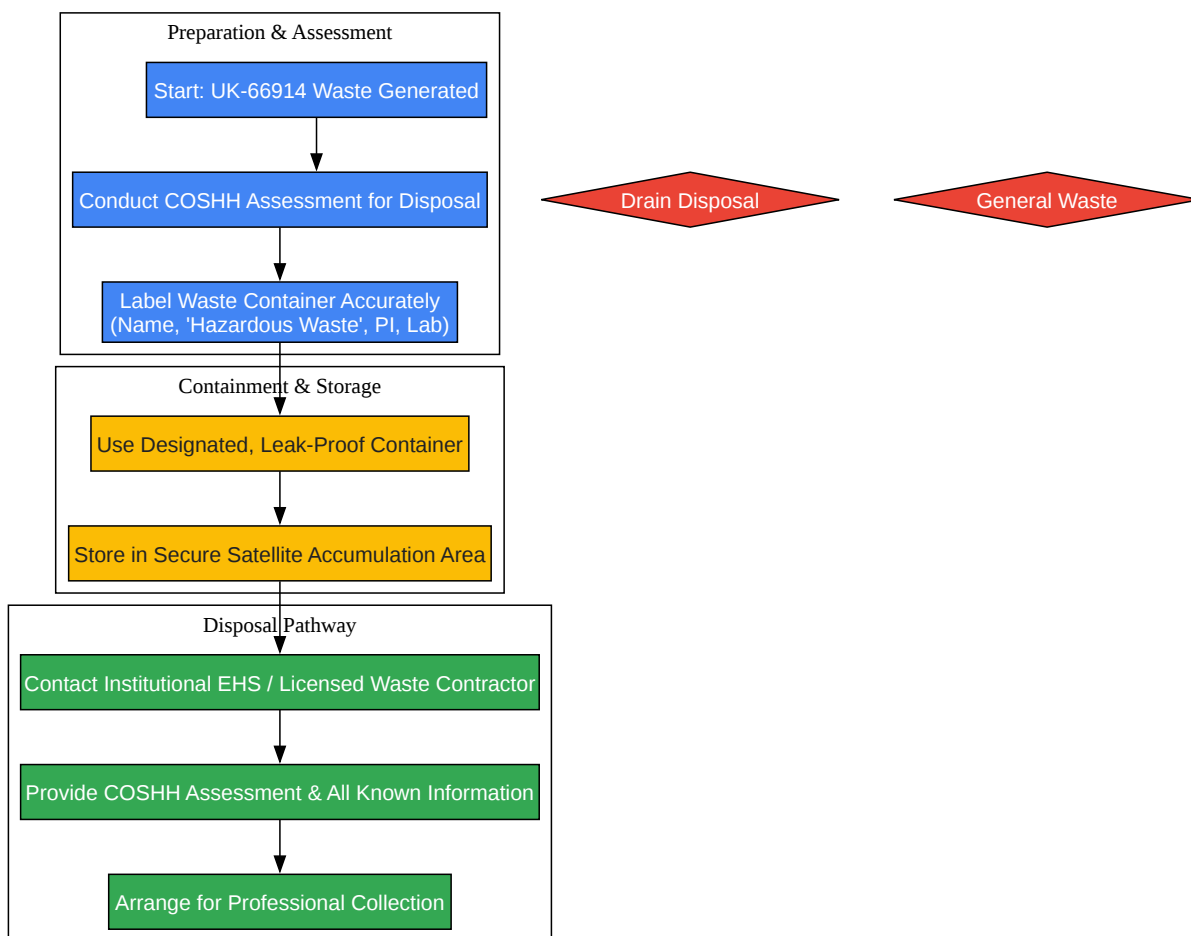 Preparation & Assessment
Start: UK-66914 Waste Generated
Conduct COSHH Assessment for Disposal
Drain Disposal
General Waste
Label Waste Container Accurately
(Name, 'Hazardous Waste', PI, Lab)
Containment & Storage
Use Designated, Leak-Proof Container
Store in Secure Satellite Accumulation Area
Disposal Pathway
Contact Institutional EHS / Licensed Waste Contractor
Provide COSHH Assessment & All Known Information
Arrange for Professional Collection